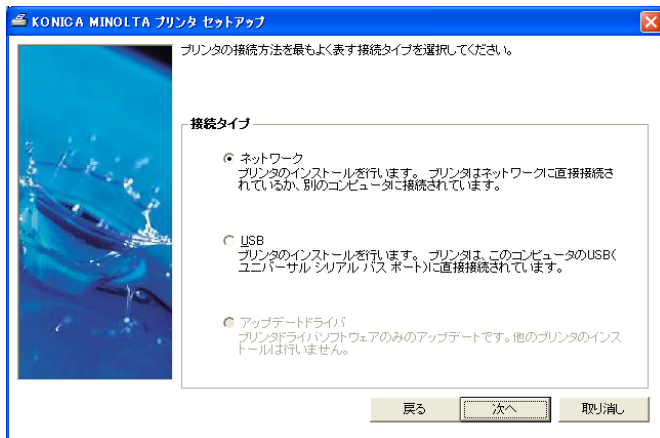 KONICA MINOLTA プリンタ セットアップ
プリンタの接続方法を最もよく表す接続タイプを選択してください。
接続タイプ
ネットワーク
プリンタのインストールを行います。 プリンタはネットワークに直接接続さ
れているか、別のコンピュータに接続されています。
USB
プリンタのインストールを行います。 プリンタは、このコンピュータのUSB(
ユニバーサル シリアル バス ポート)に直接接続されています。
アップデートドライバ
プリンタドライバソフトウェアのみのアップデートです。他のプリンタのインス
トールは行いません。
戻る 次へ 取り消し